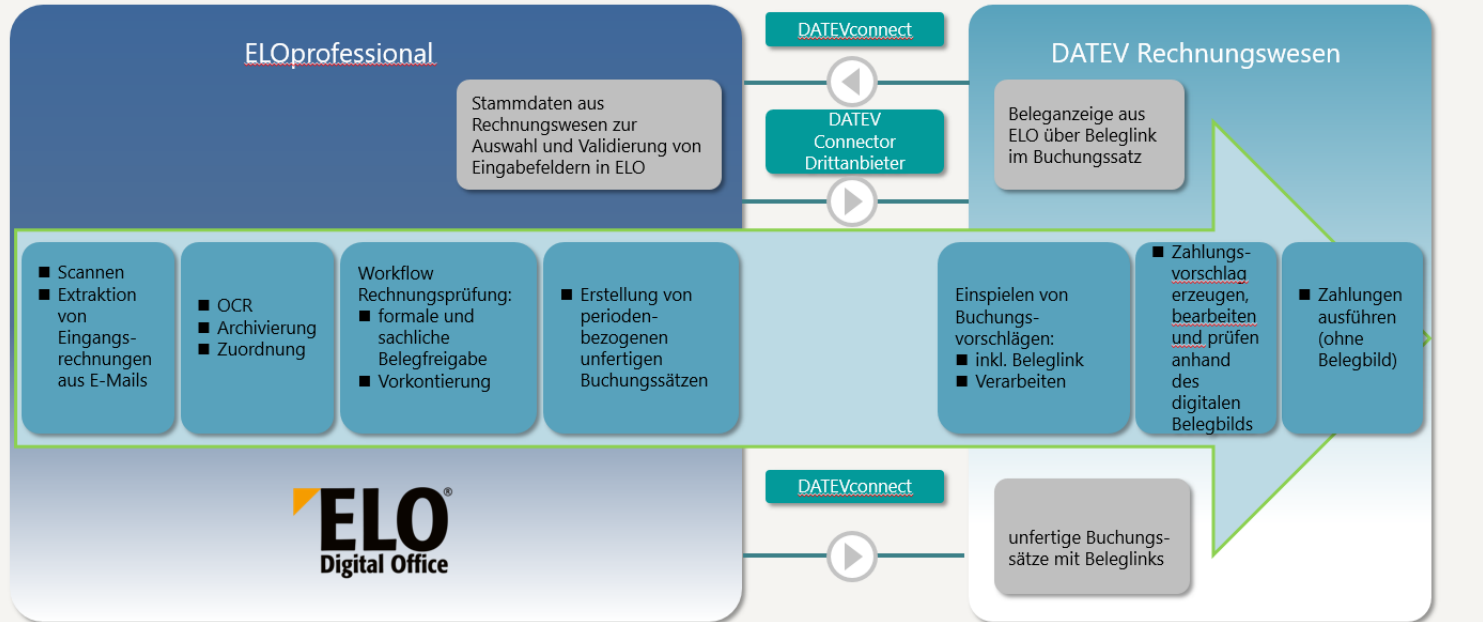 ELOprofessional
Stammdaten aus
Rechnungswesen zur
Auswahl und Validierung von
Eingabefeldern in ELO
DATEVconnect
DATEV
Connector
Drittanbieter
DATEV Rechnungswesen
Beleganzeige aus
ELO über Beleglink
im Buchungssatz
■ Scannen
■ Extraktion
von
Eingangs-
rechnungen
aus E-Mails
■ OCR
■ Archivierung
■ Zuordnung
Workflow
Rechnungsprüfung:
■ formale und
sachliche
Belegfreigabe
■ Vorkontierung
■ Erstellung von
perioden-
bezogenen
unfertigen
Buchungssätzen
Einspielen von
Buchungs-
vorschlägen:
■ inkl. Beleglink
■ Verarbeiten
■ Zahlungs-
vorschlag
erzeugen,
bearbeiten
und prüfen
anhand
des
digitalen
Belegbilds
■ Zahlungen
ausführen
(ohne
Belegbild)
ELO®
Digital Office
DATEVconnect
unfertige Buchungs-
sätze mit Beleglinks